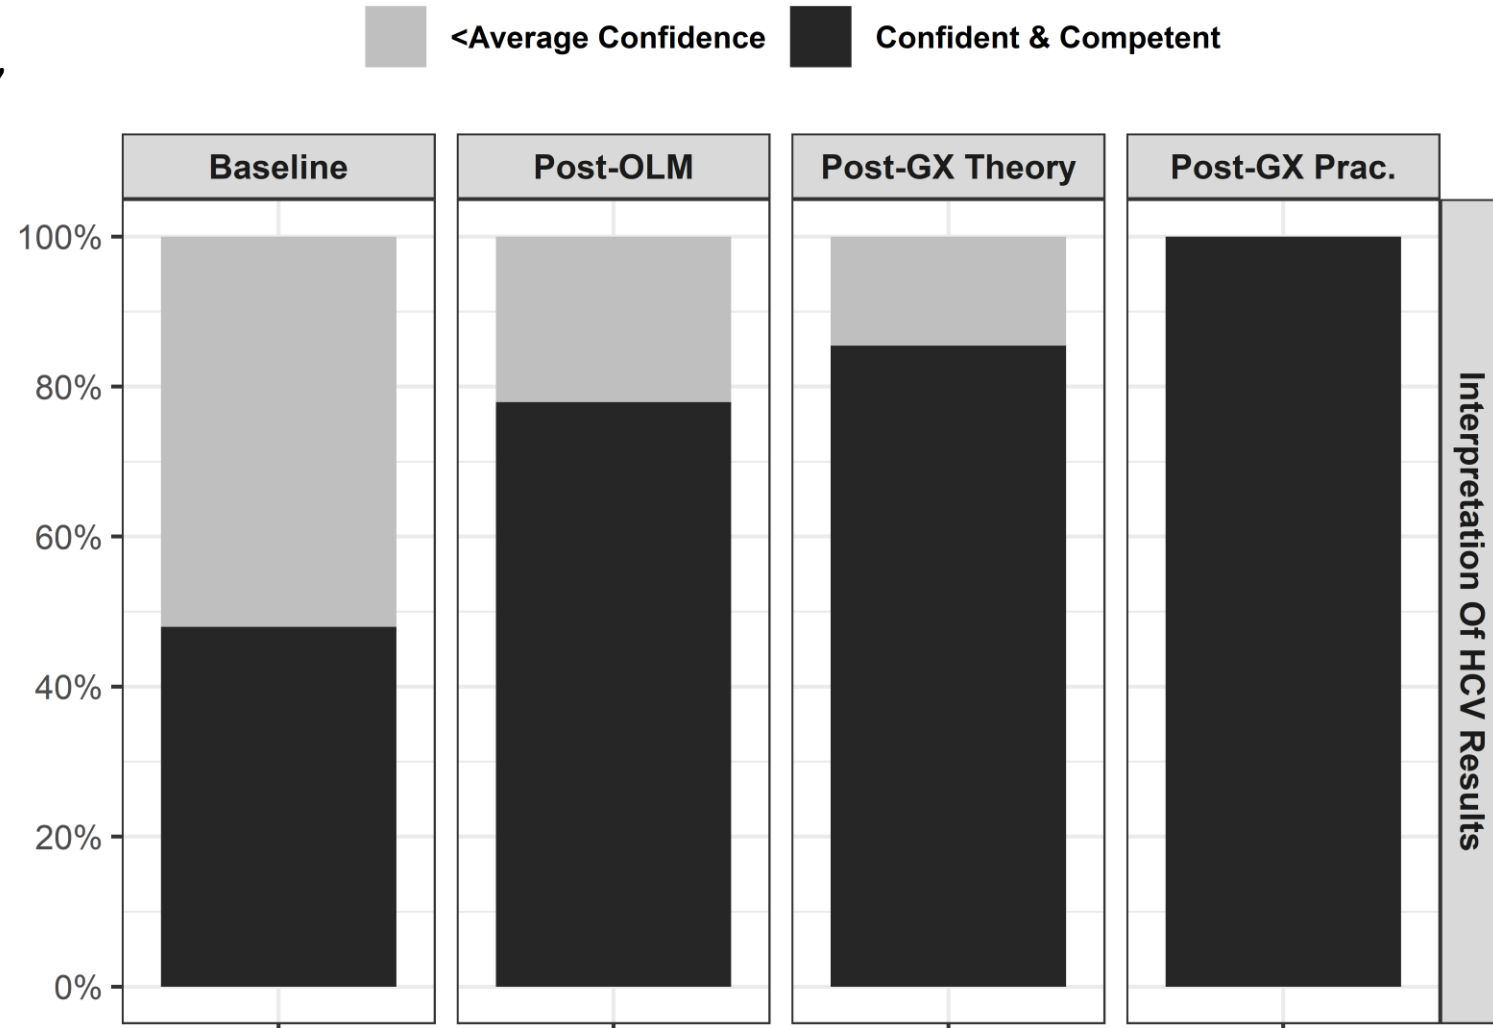 <Average Confidence
Confident & Competent
Baseline
Post-OLM
Post-GX Theory
Post-GX Prac.
100%
80%
60%
40%
20%
0%
Interpretation Of HCV Results